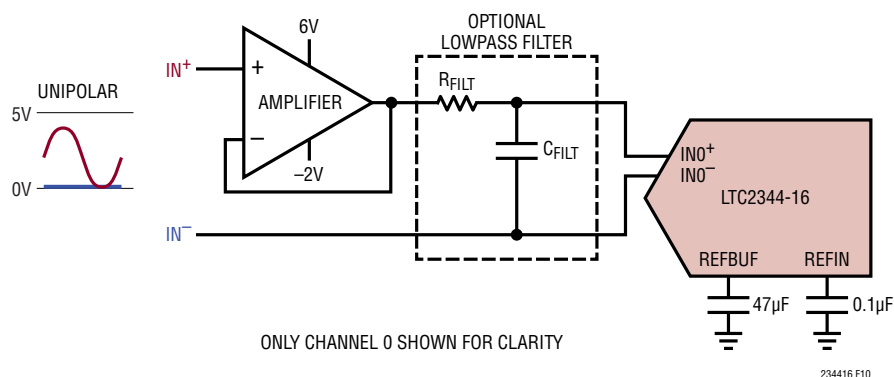 OPTIONAL
LOWPASS FILTER
6V
IN+
+
AMPLIFIER
–
–2V
RFILT
CFILT
UNIPOLAR
5V
0V
IN–
IN0+
IN0–
LTC2344-16
REFBUF
REFIN
47µF
0.1µF
ONLY CHANNEL 0 SHOWN FOR CLARITY
234416 F10